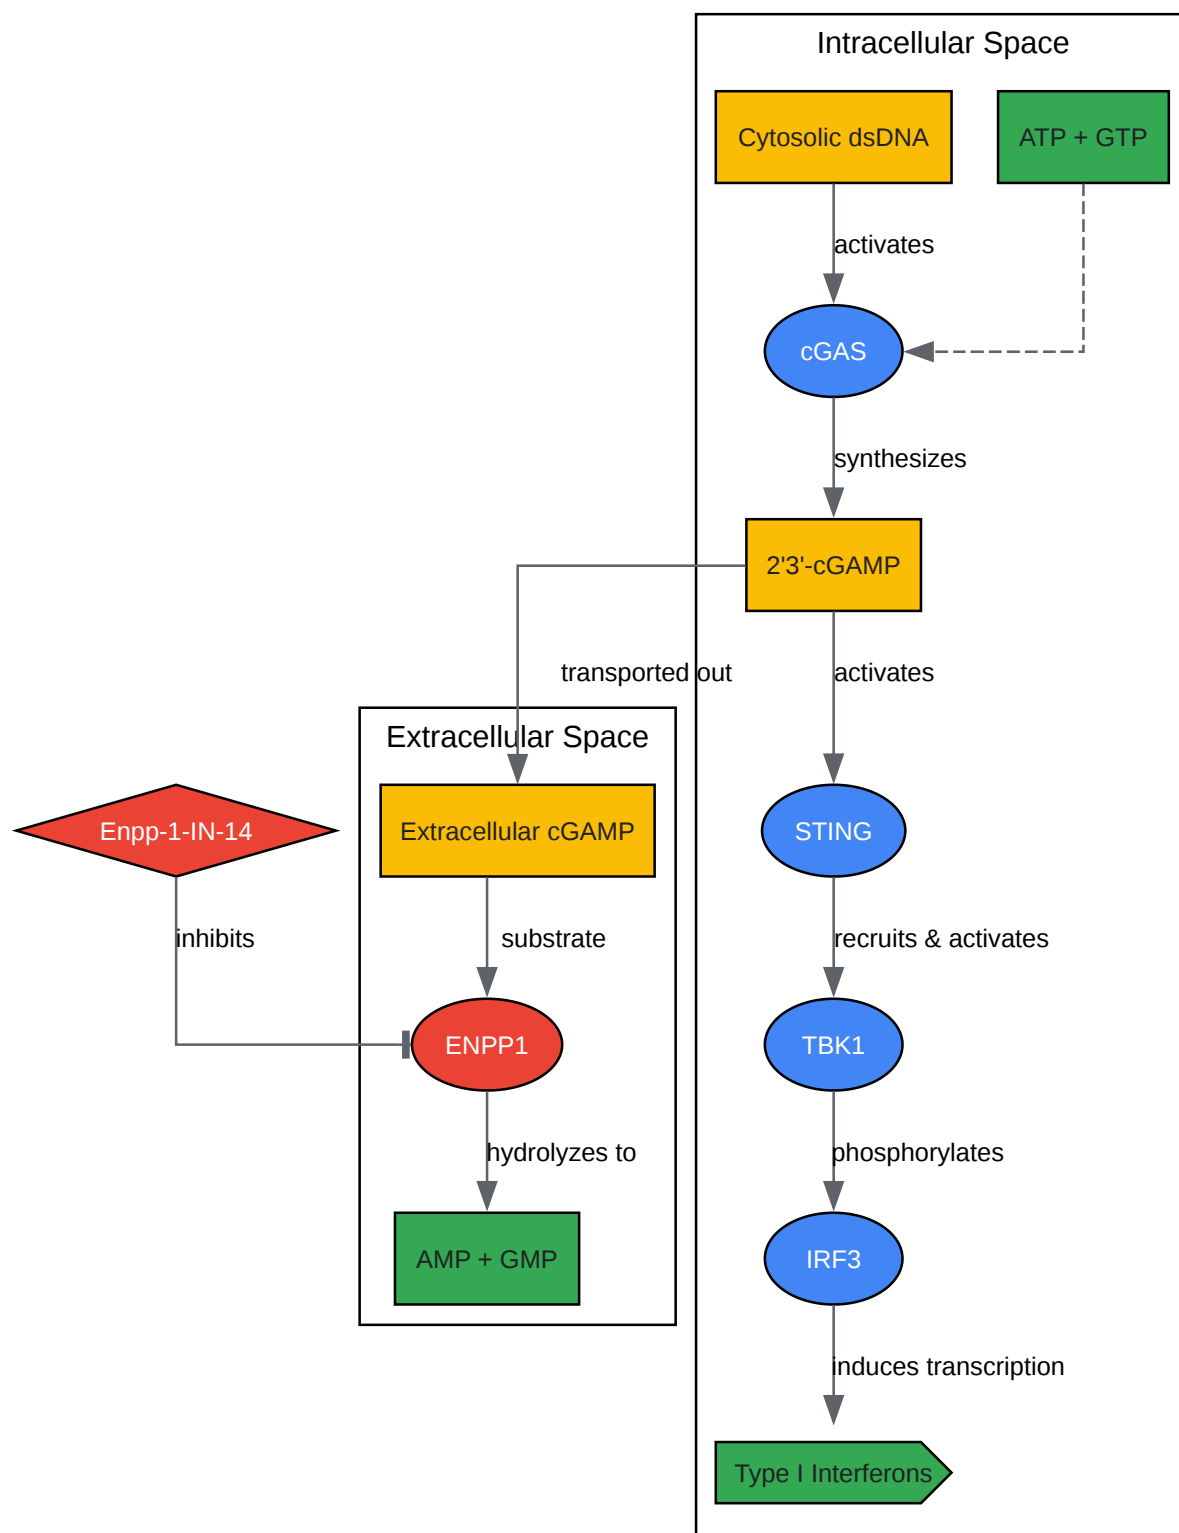 Intracellular Space
Cytosolic dsDNA
ATP + GTP
activates
cGAS
synthesizes
2'3'-cGAMP
transported out
activates
Extracellular Space
Enpp-1-IN-14
Extracellular cGAMP
STING
inhibits
substrate
recruits & activates
ENPP1
TBK1
hydrolyzes to
phosphorylates
AMP + GMP
IRF3
induces transcription
Type I Interferons